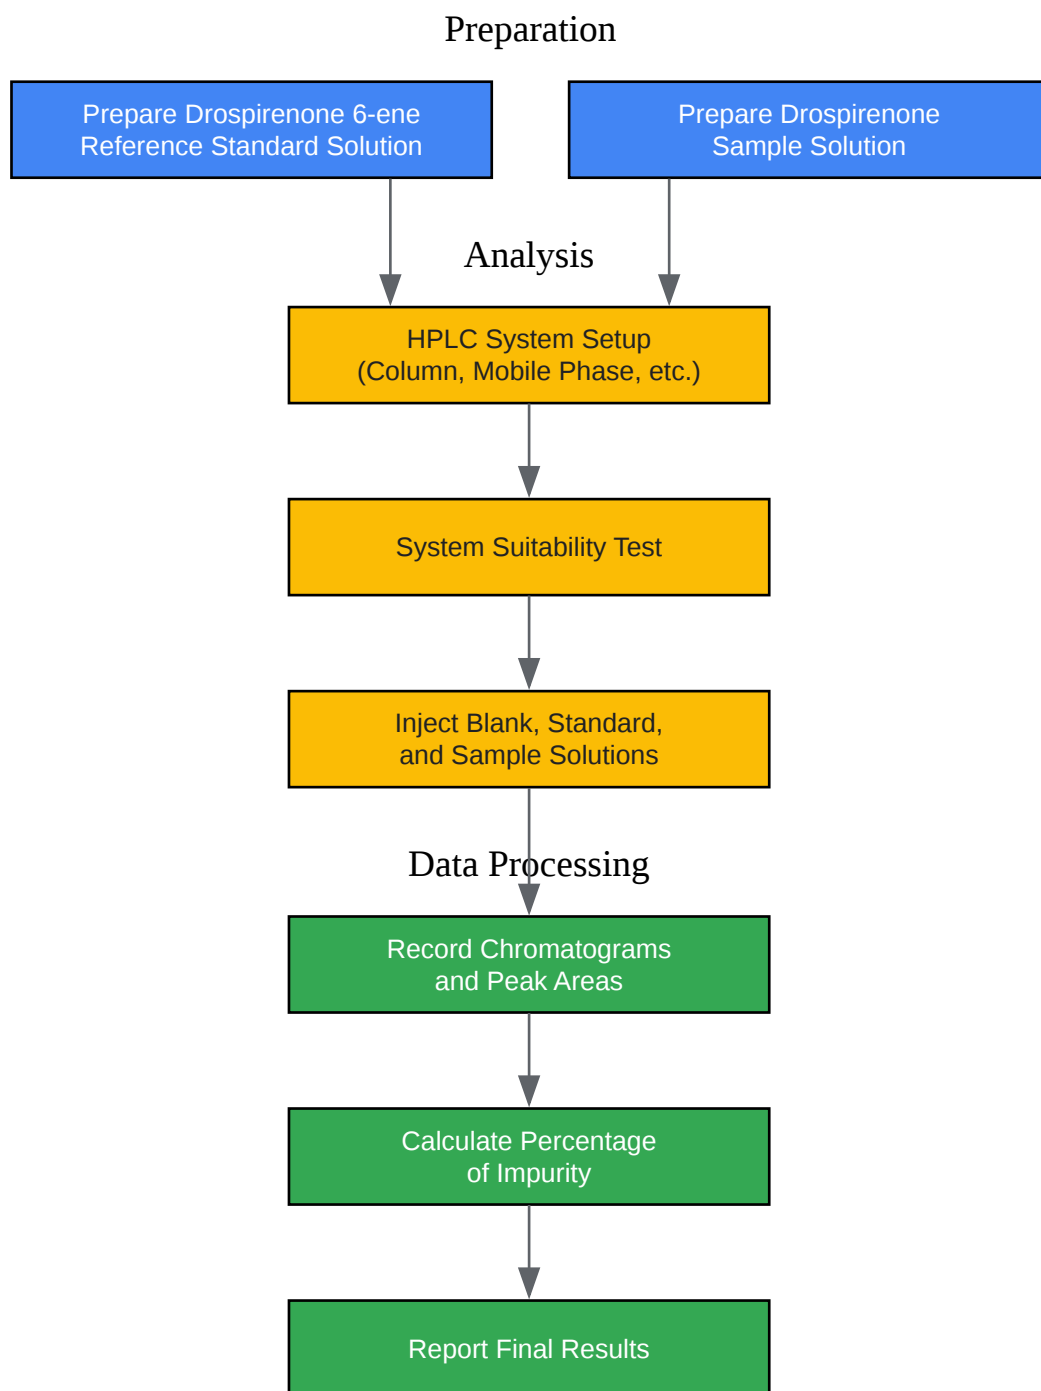 Preparation
Prepare Drospirenone 6-ene
Reference Standard Solution
Prepare Drospirenone
Sample Solution
Analysis
HPLC System Setup
(Column, Mobile Phase, etc.)
System Suitability Test
Inject Blank, Standard,
and Sample Solutions
Data Processing
Record Chromatograms
and Peak Areas
Calculate Percentage
of Impurity
Report Final Results